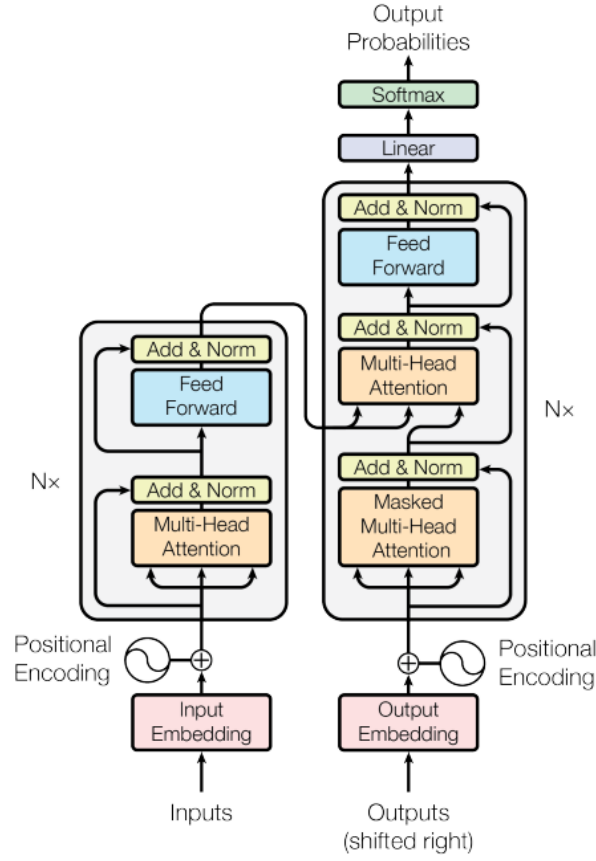 Output
Probabilities
Softmax
Linear
Add & Norm
Feed
Forward
Add & Norm
Multi-Head
Attention
Add & Norm
Masked
Multi-Head
Attention
N×
Add & Norm
Feed
Forward
Add & Norm
Multi-Head
Attention
N×
Positional
Encoding
Positional
Encoding
Input
Embedding
Output
Embedding
Inputs
Outputs
(shifted right)